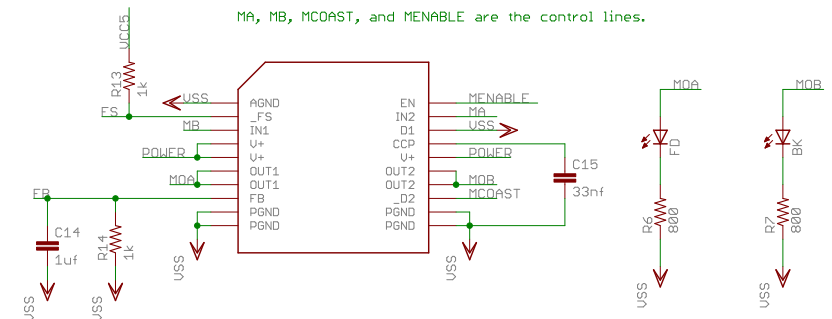 MA, MB, MCOAST, and MENABLE are the control lines.
VCC5
R13
1k
FS
VSS
MB
POWER
MOA
FB
C14
1uf
R14
1k
VSS
VSS
VSS
AGND
_FS
IN1
V+
V+
OUT1
OUT1
FB
PGND
PGND
EN
IN2
D1
CCP
V+
OUT2
OUT2
_D2
PGND
PGND
MENABLE
MA
VSS
POWER
MOB
MCOAST
VSS
C15
33nf
MOA
FD
R6
800
VSS
MOB
BK
R7
800
VSS